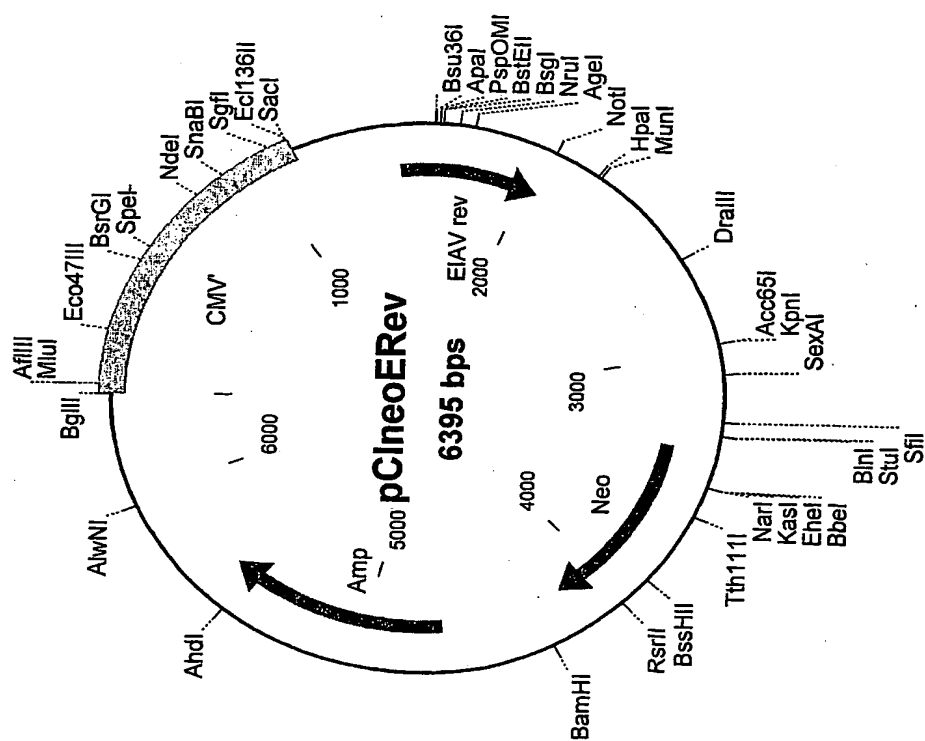 pCIneoERev
6395 bps
BglII
MluI
AflIII
Eco47III
BsrGI
SpeI
NdeI
SnaBI
SgfI
Ecl136II
SacI
Bsu36I
ApaI
PspOMI
BstEII
BsgI
NruI
AgeI
NotI
HpaI
MunI
DraIII
Acc65I
KpnI
SexAI
SfiI
StuI
BlnI
NarI
KasI
EheI
BbeI
Tth111I
BssHII
RsrII
BamHI
AhdI
AlwNI
CMV'
EIAV rev
Neo
Amp
1000
2000
3000
4000
5000
6000